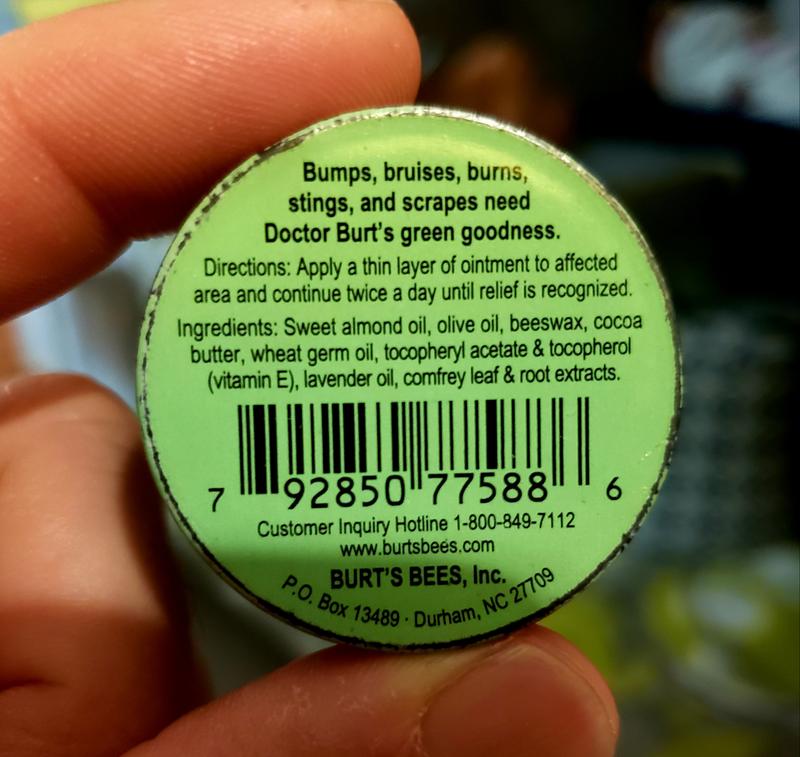 Bumps, bruises, burns,
stings, and scrapes need
Doctor Burt's green goodness.
Directions: Apply a thin layer of ointment to affected
area and continue twice a day until relief is recognized.
Ingredients: Sweet almond oil, olive oil, beeswax, cocoa
butter, wheat germ oil, tocopheryl acetate & tocopherol
(vitamin E), lavender oil, comfrey leaf & root extracts.
7 92850 77588 6
Customer Inquiry Hotline 1-800-849-7112
www.burtsbees.com
BURT'S BEES, Inc.
P.O. Box 13489 · Durham, NC 27709